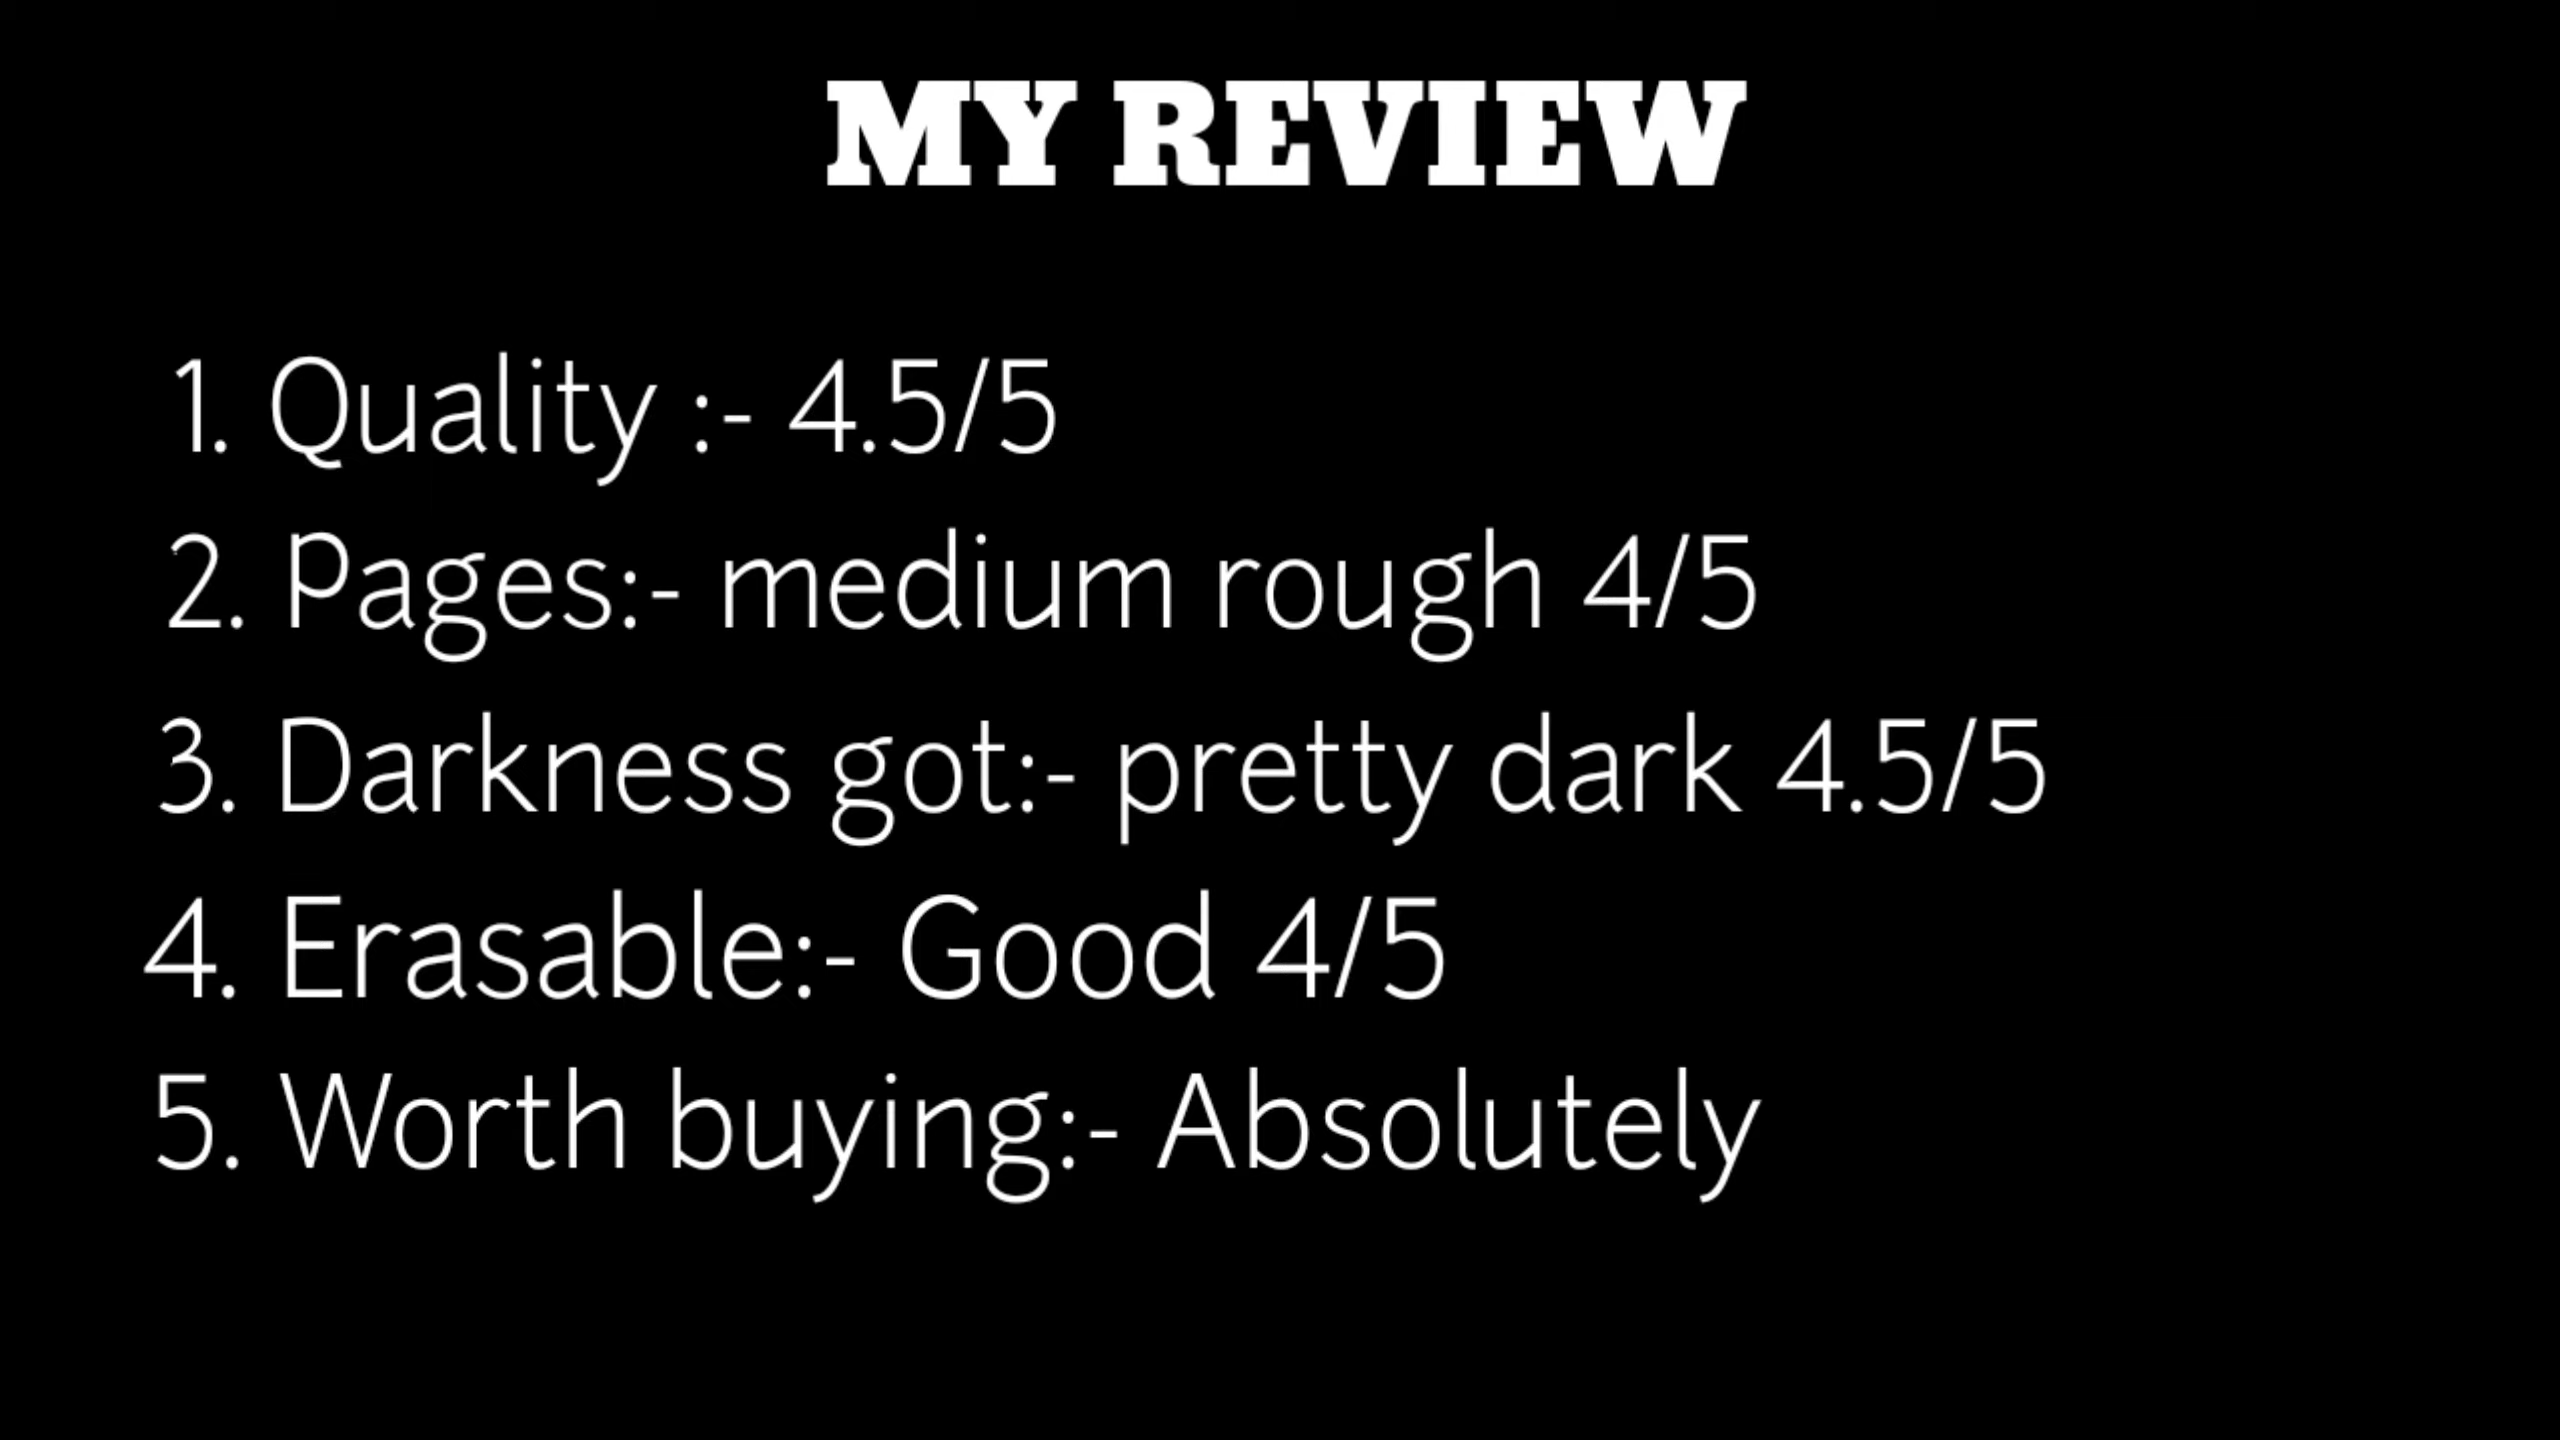 MY REVIEW
1. Quality :- 4.5/5
2. Pages:- medium rough 4/5
3. Darkness got:- pretty dark 4.5/5
4. Erasable:- Good 4/5
5. Worth buying:- Absolutely